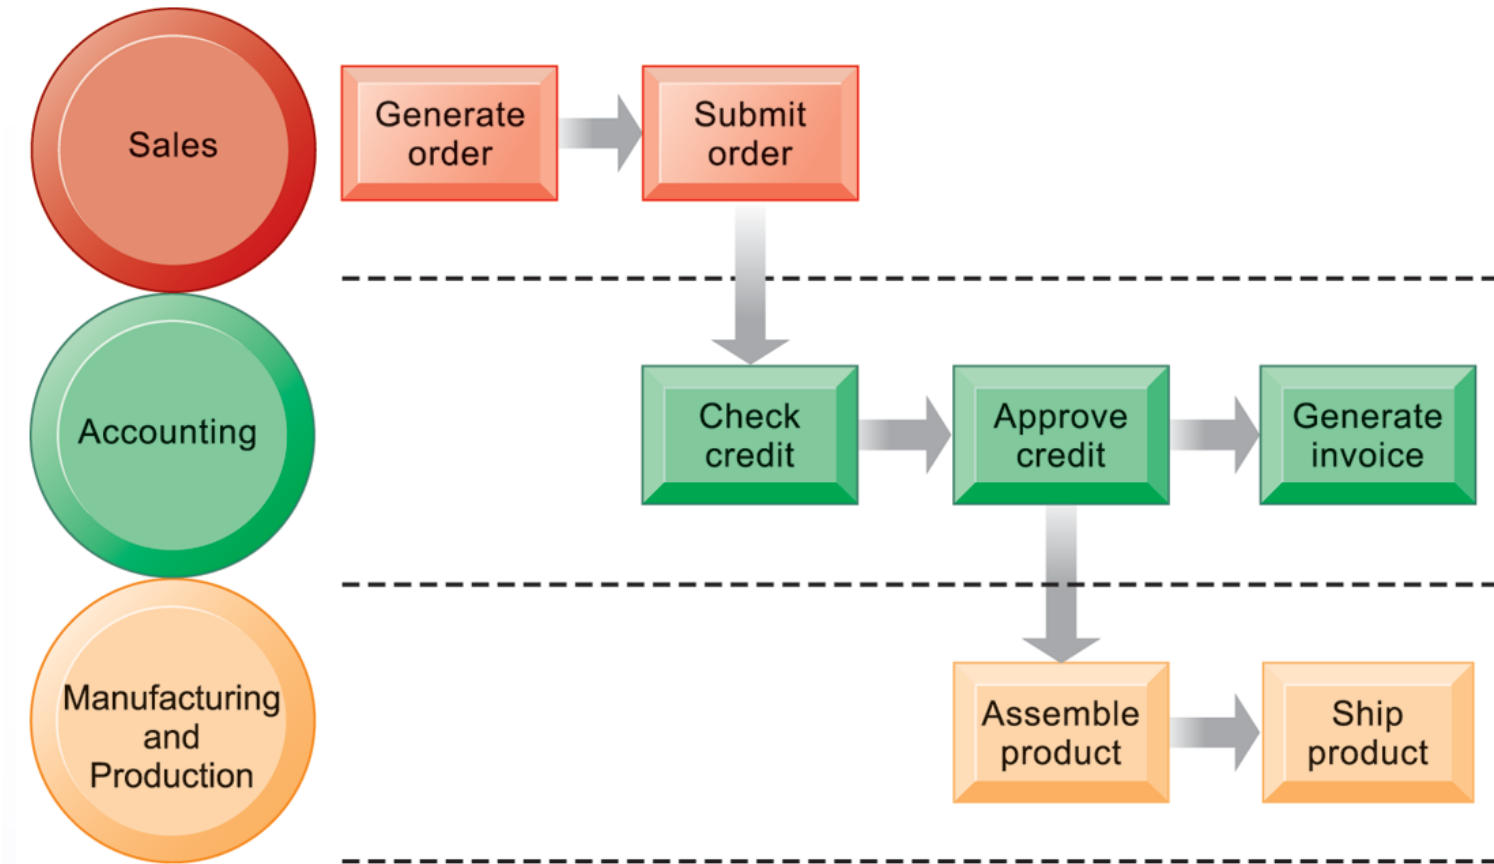 Sales
Generate
order
Submit
order
Accounting
Check
credit
Approve
credit
Generate
invoice
Manufacturing
and
Production
Assemble
product
Ship
product